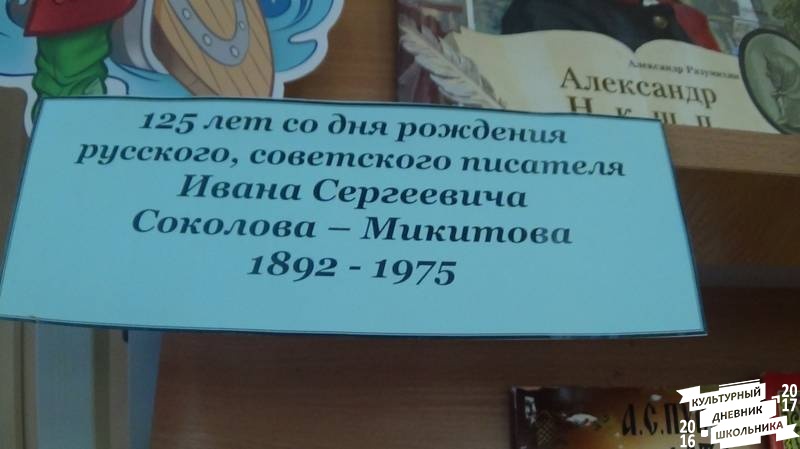 Александр Разумихин
Александр
125 лет со дня рождения
русского, советского писателя
Ивана Сергеевича
Соколова – Микитова
1892 - 1975
А.С.ПУ
КУЛЬТУРНЫЙ
ДНЕВНИК
ШКОЛЬНИКА
2016
2017